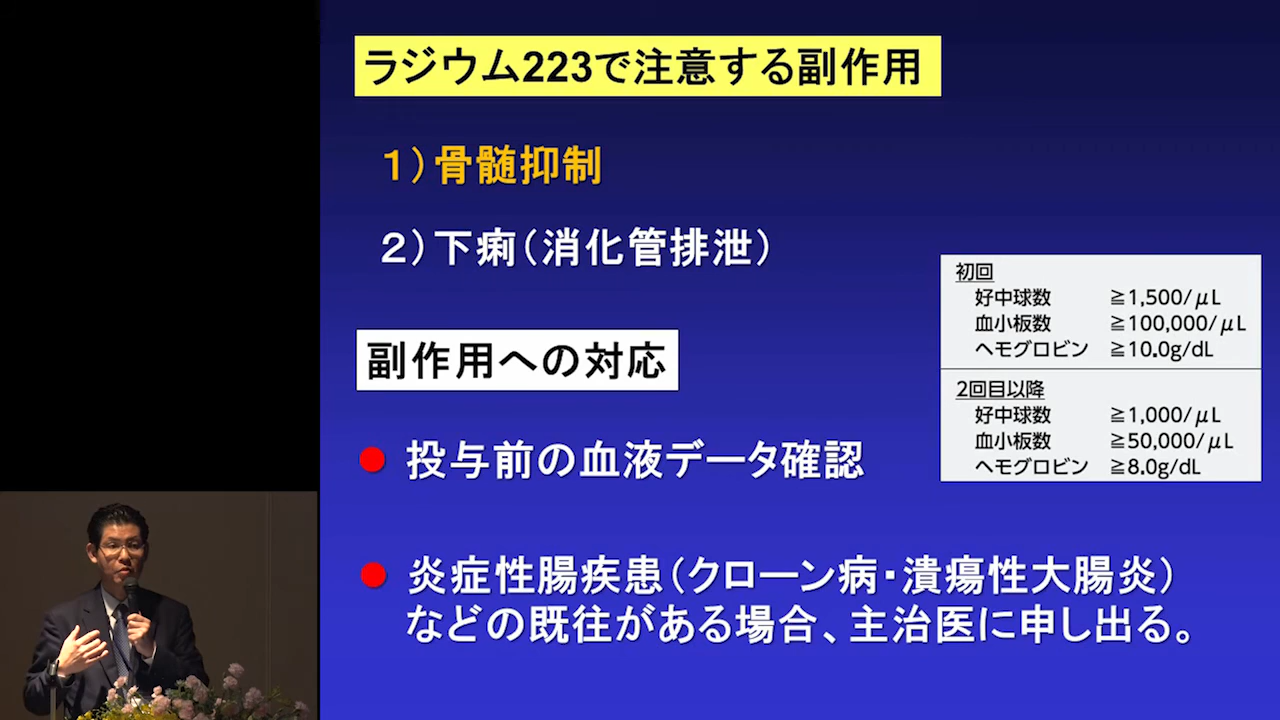 ラジウム223で注意する副作用
1）骨髄抑制
2）下痢（消化管排泄）
初回
好中球数 ≧1,500/μL
血小板数 ≧100,000/μL
ヘモグロビン ≧10.0g/dL
2回目以降
好中球数 ≧1,000/μL
血小板数 ≧50,000/μL
ヘモグロビン ≧8.0g/dL
副作用への対応
● 投与前の血液データ確認
● 炎症性腸疾患（クローン病・潰瘍性大腸炎）
などの既往がある場合、主治医に申し出る。